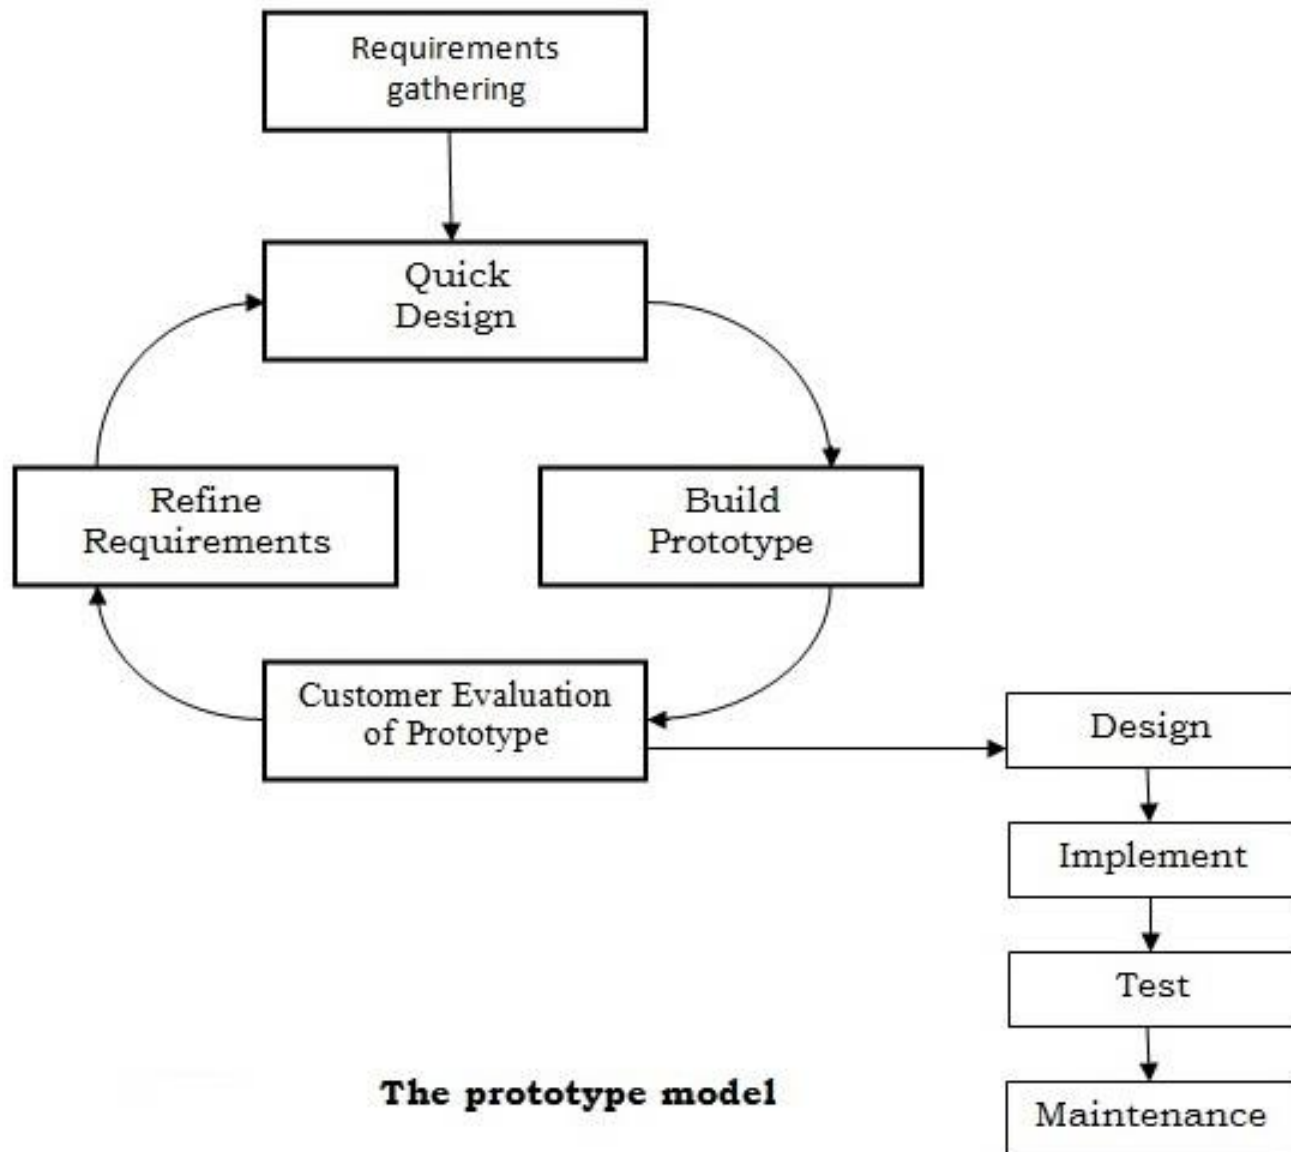 Requirements
gathering
Quick
Design
Refine
Requirements
Build
Prototype
Customer Evaluation
of Prototype
Design
Implement
Test
Maintenance
The prototype model